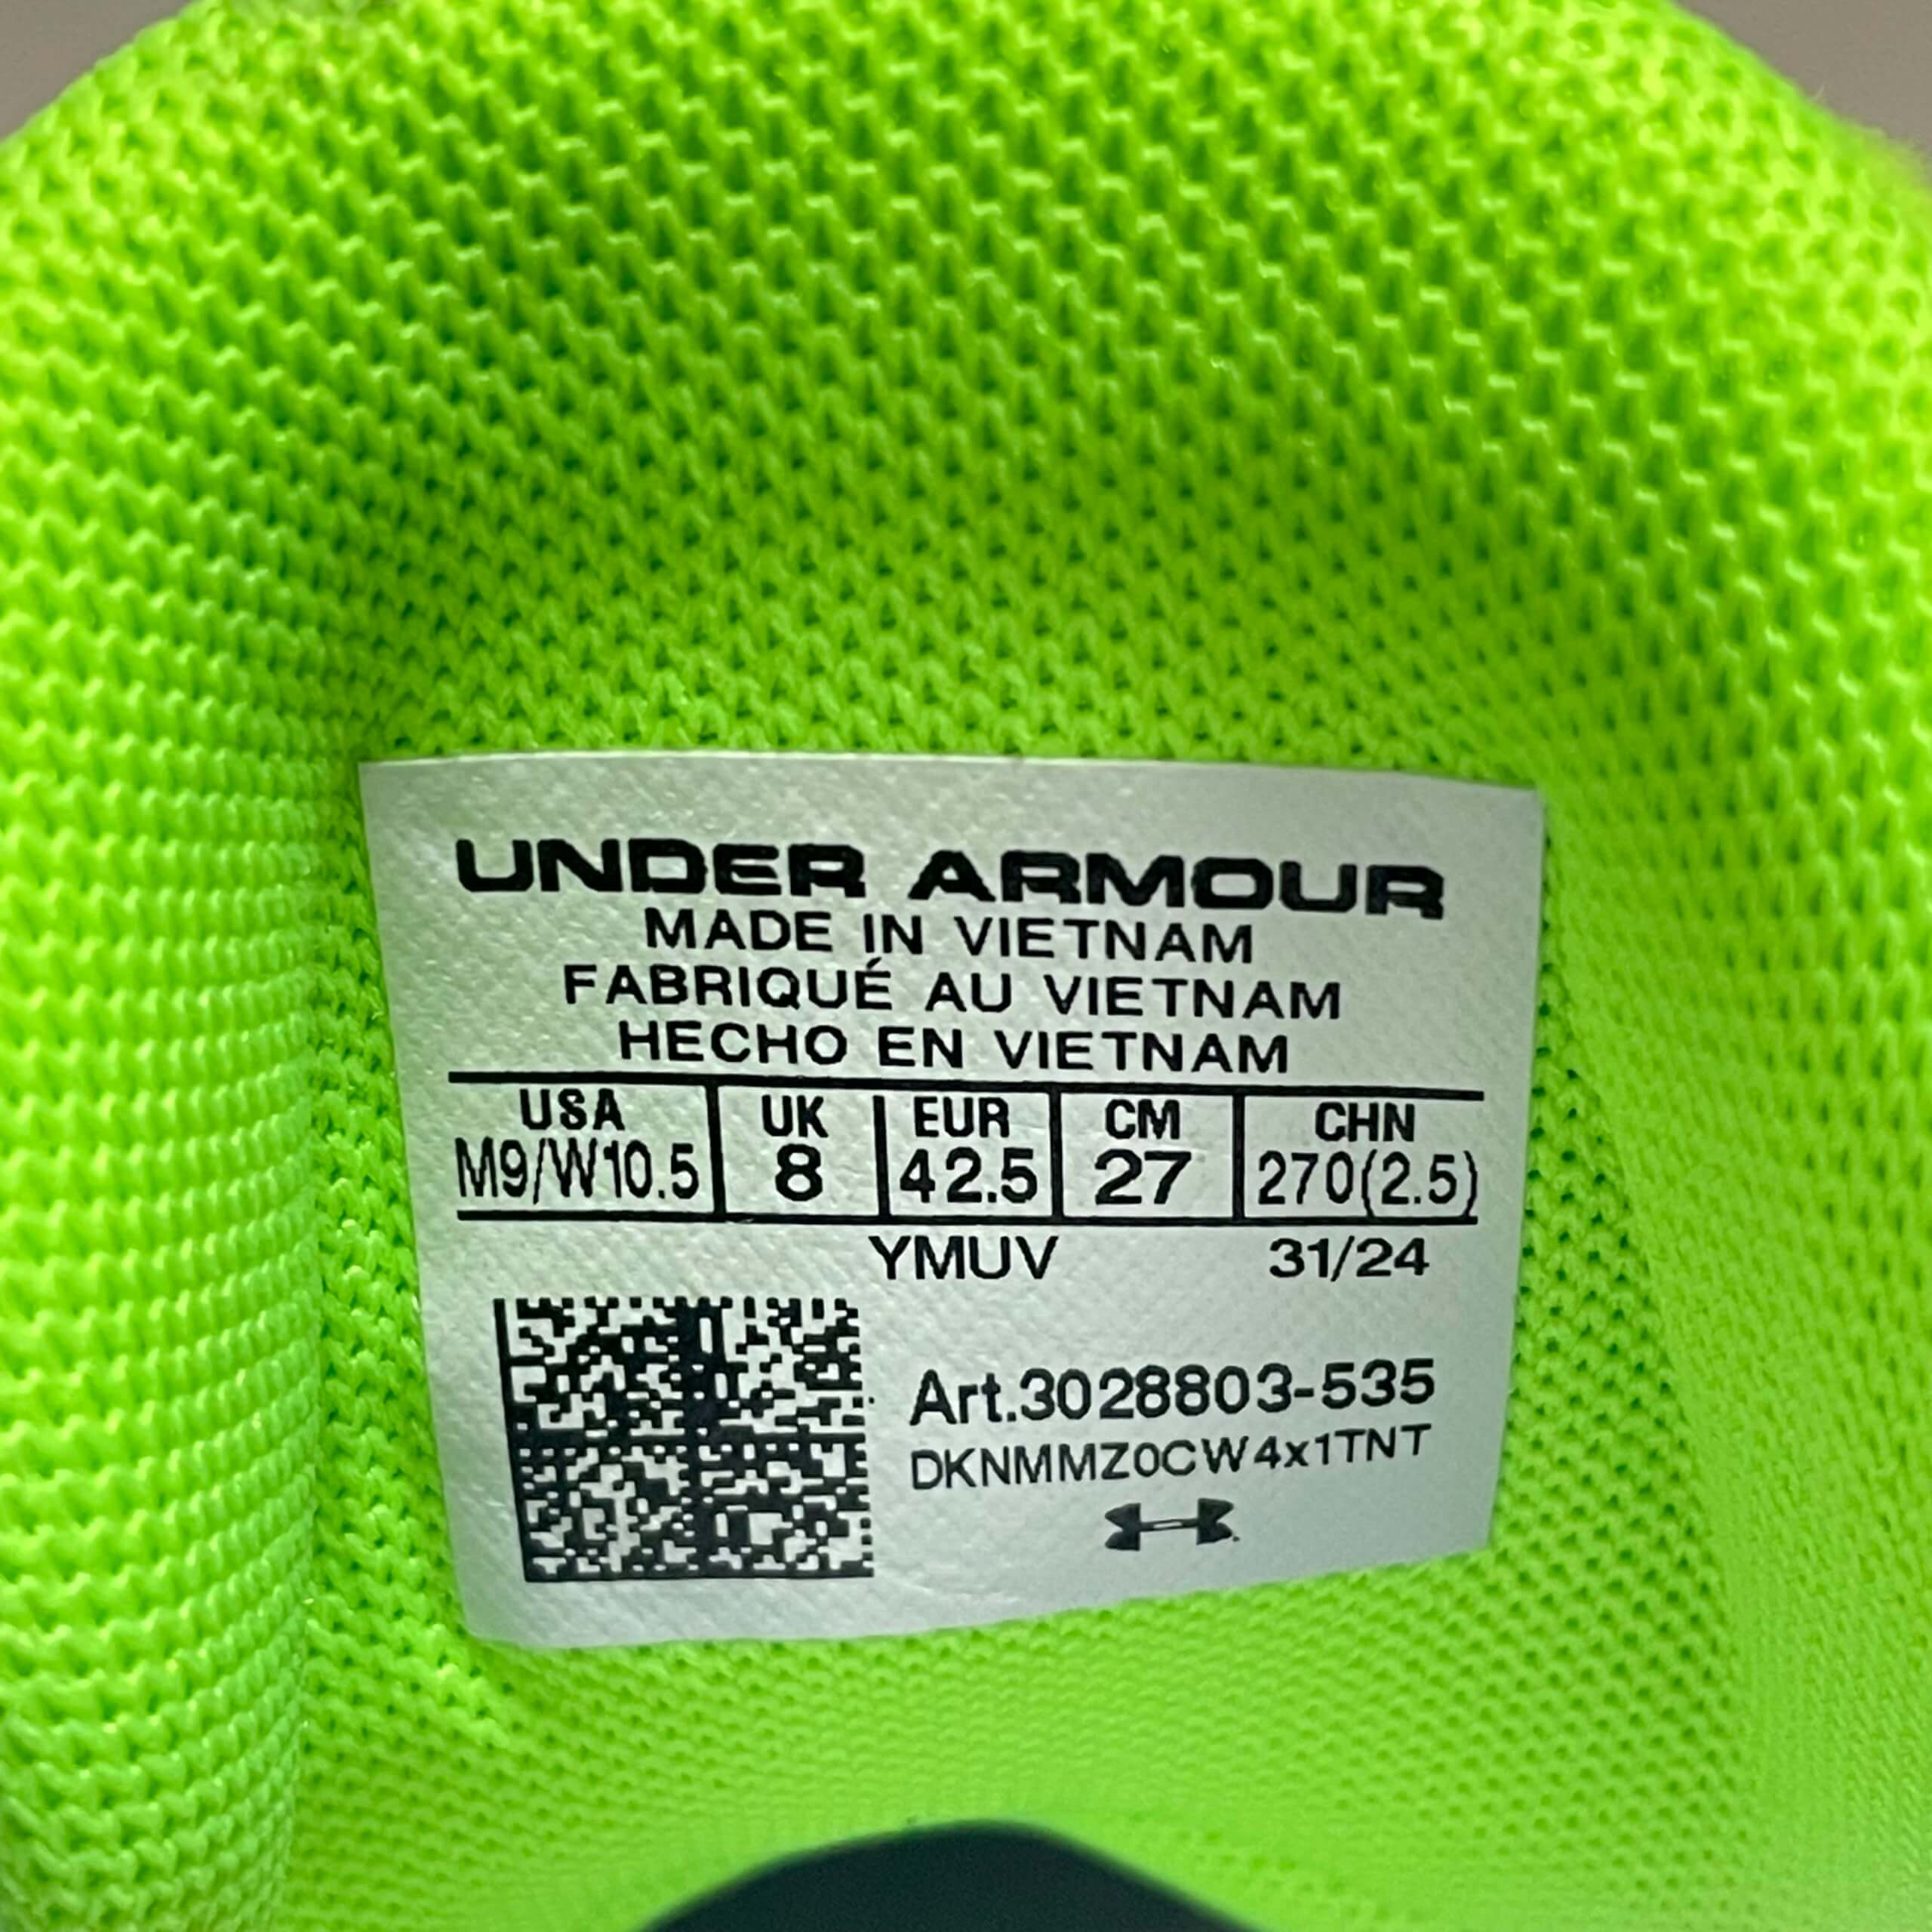 UNDER ARMOUR
MADE IN VIETNAM
FABRIQUÉ AU VIETNAM
HECHO EN VIETNAM
USA UK EUR CM CHN
M9/W10.5 8 42.5 27 270(2.5)
YMUV 31/24
Art.3028803-535
DKNMMZ0CW4x1TNT